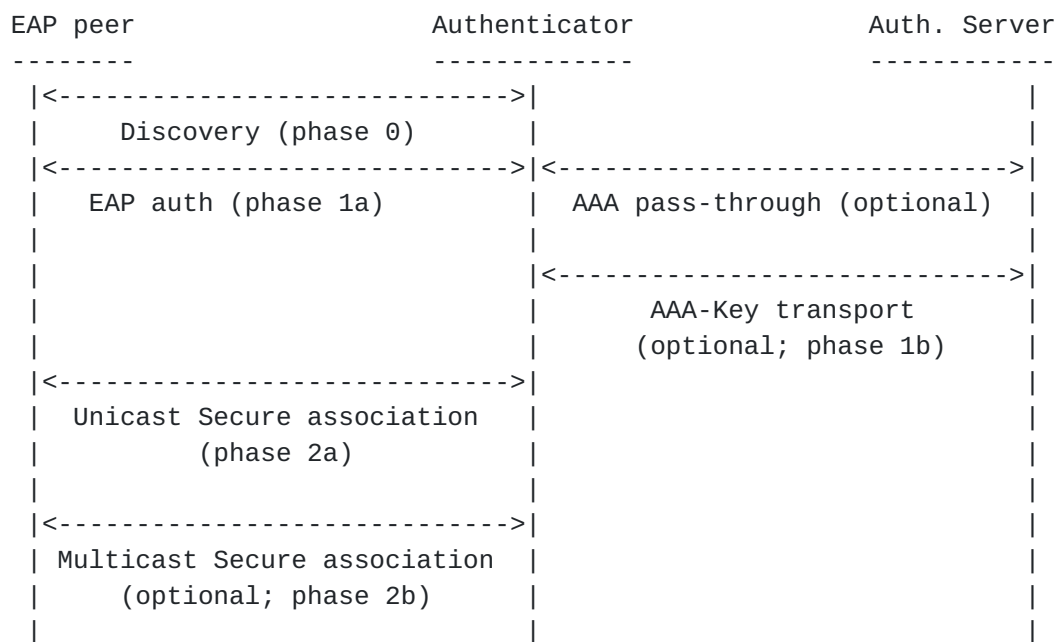 EAP peer                   Authenticator               Auth. Server
--------                   -------------               ------------
 |<----------------------------->|                               |
 |     Discovery (phase 0)       |                               |
 |<----------------------------->|<----------------------------->|
 |   EAP auth (phase 1a)         |  AAA pass-through (optional)  |
 |                               |                               |
 |                               |<----------------------------->|
 |                               |       AAA-Key transport       |
 |                               |      (optional; phase 1b)     |
 |<----------------------------->|                               |
 |  Unicast Secure association   |                               |
 |          (phase 2a)           |                               |
 |                               |                               |
 |<----------------------------->|                               |
 | Multicast Secure association  |                               |
 |     (optional; phase 2b)      |                               |
 |                               |                               |